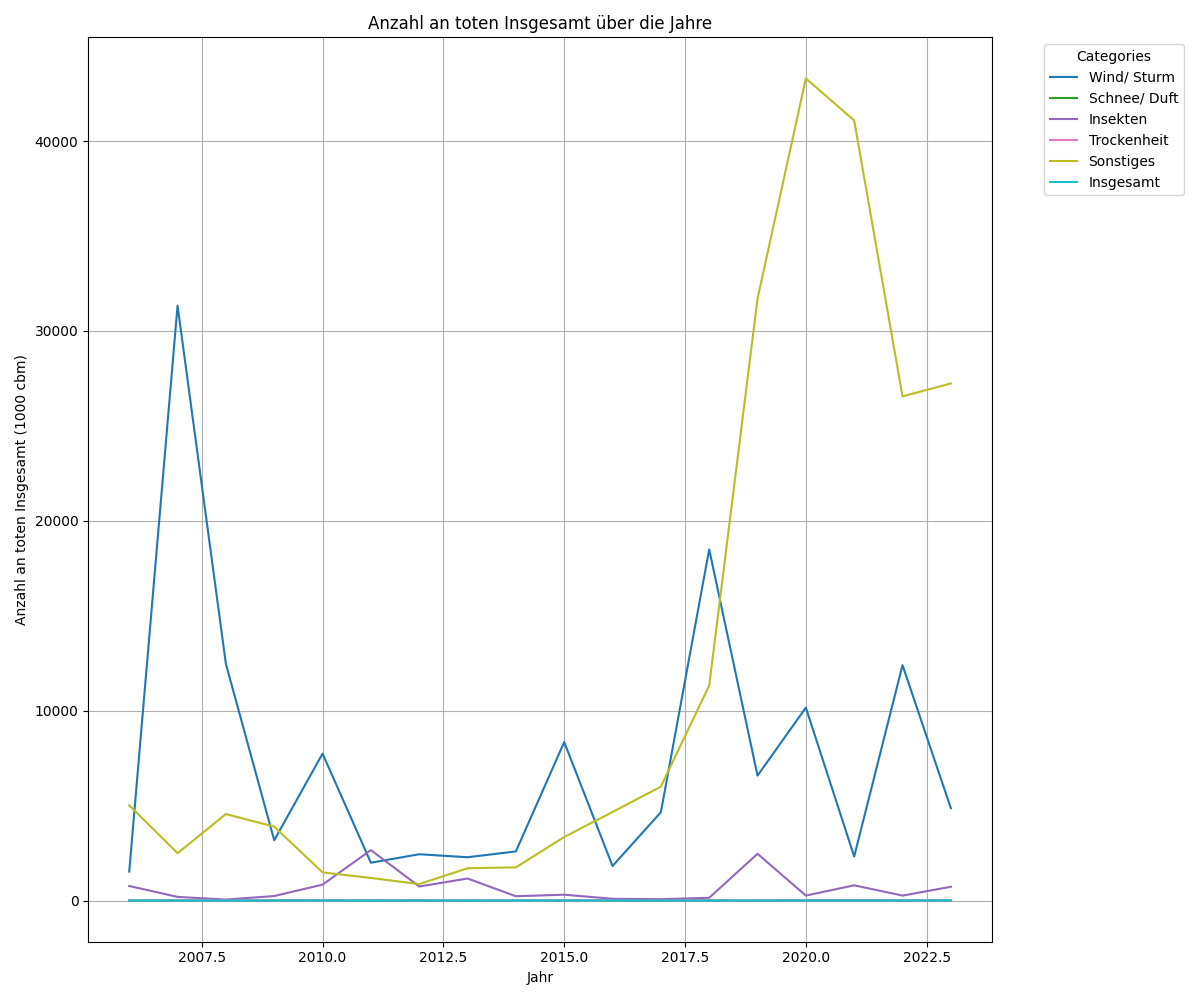 Anzahl an toten Insgesamt über die Jahre
Categories
Wind/ Sturm
Schnee/ Duft
Insekten
Trockenheit
Sonstiges
Insgesamt
Anzahl an toten Insgesamt (1000 cbm)
40000
30000
20000
10000
0
2007.5
2010.0
2012.5
2015.0
2017.5
2020.0
2022.5
Jahr